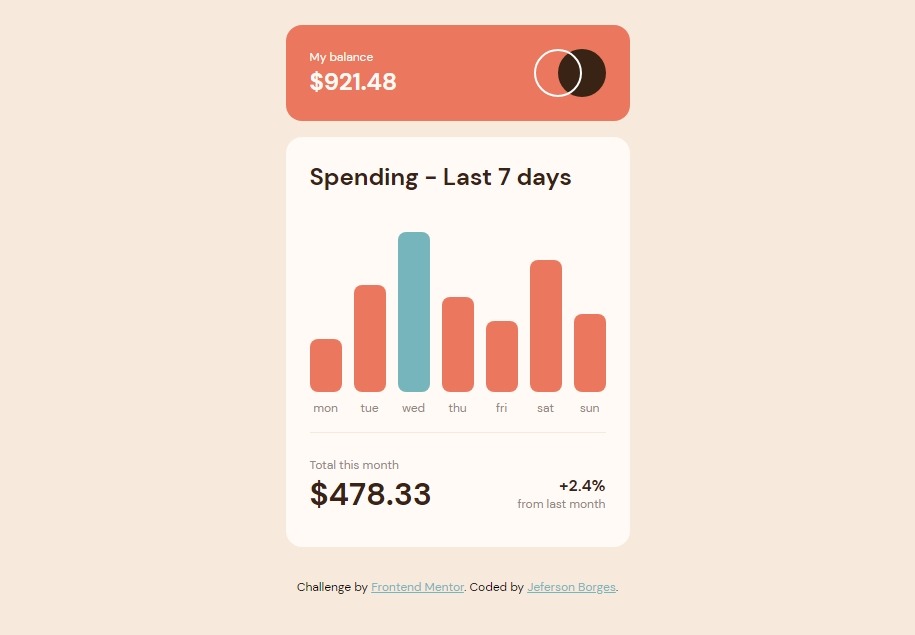 My balance
$921.48
Spending - Last 7 days
mon tue wed thu fri sat sun
Total this month
$478.33
+2.4%
from last month
Challenge by Frontend Mentor. Coded by Jeferson Borges.